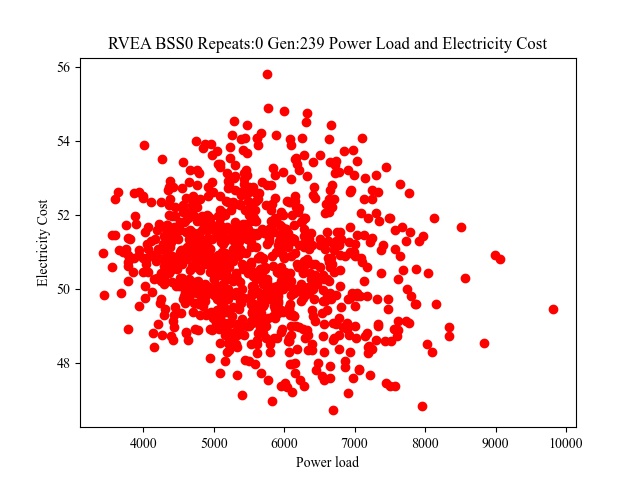 RVEA BSS0 Repeats:0 Gen:239 Power Load and Electricity Cost
56
54
52
50
48
Electricity Cost
4000 5000 6000 7000 8000 9000 10000
Power load